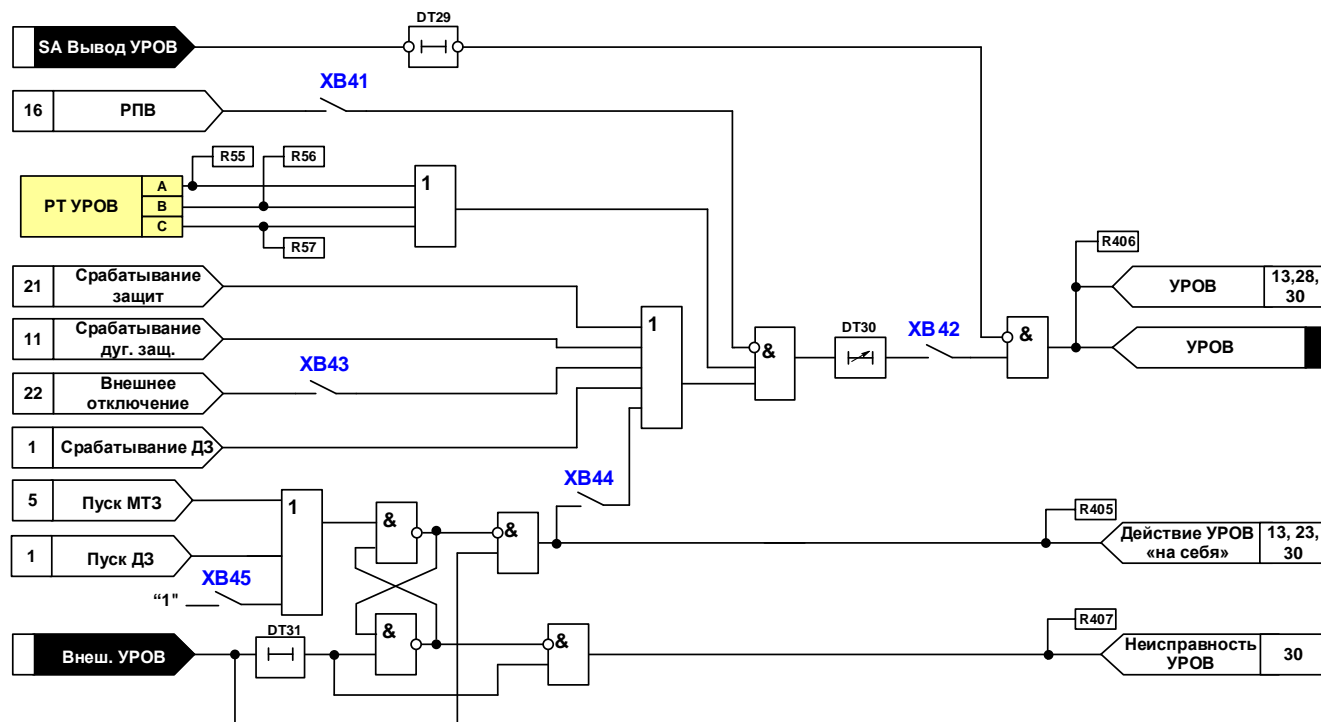 DT29
SA Вывод УРОВ
XB41
16 РПВ
R55 R56
РТ УРОВ
A
B
C
1
R57
R406
21 Срабатывание защит
УРОВ 13,28, 30
11 Срабатывание дуг. защ.
1
&
DT30
XB42
&
УРОВ
XB43
22 Внешнее отключение
1 Срабатывание ДЗ
XB44
5 Пуск МТЗ
1
&
&
R405
Действие УРОВ «на себя» 13, 23, 30
1 Пуск ДЗ
XB45
“1"
DT31
&
&
R407
Внеш. УРОВ
Неисправность УРОВ 30